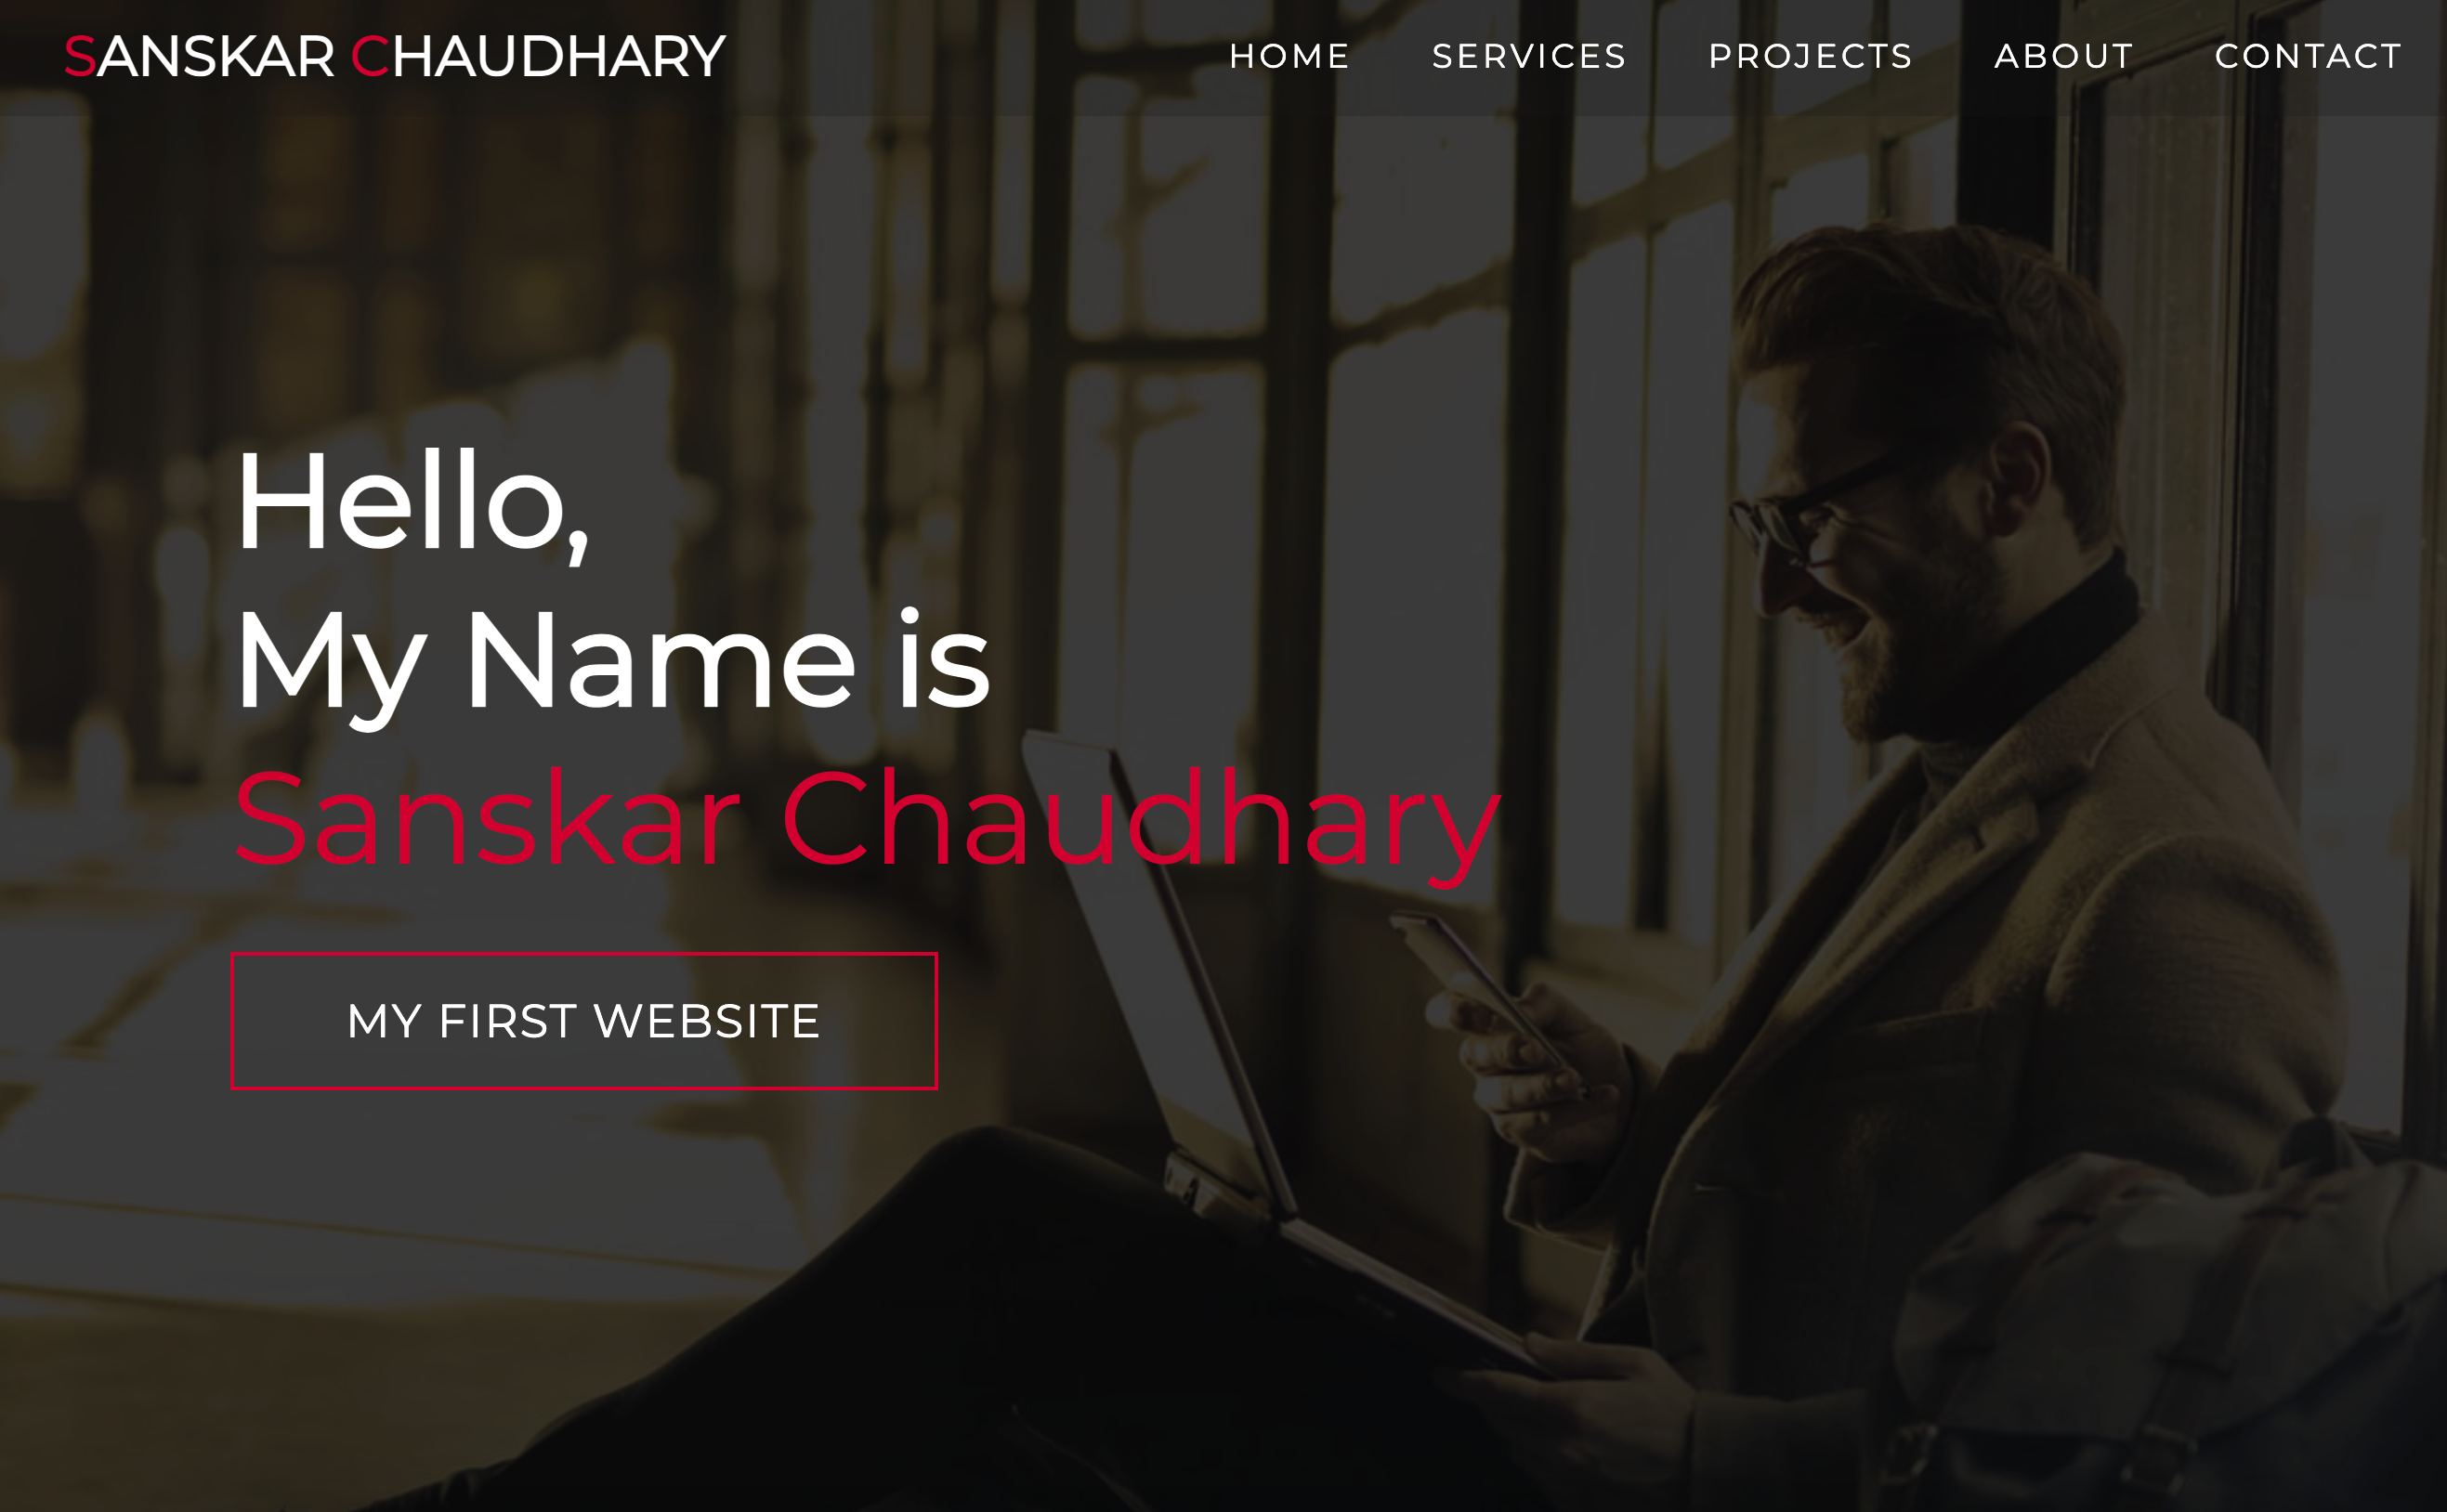 SANSKAR CHAUDHARY
HOME SERVICES PROJECTS ABOUT CONTACT
Hello,
My Name is
Sanskar Chaudhary
MY FIRST WEBSITE